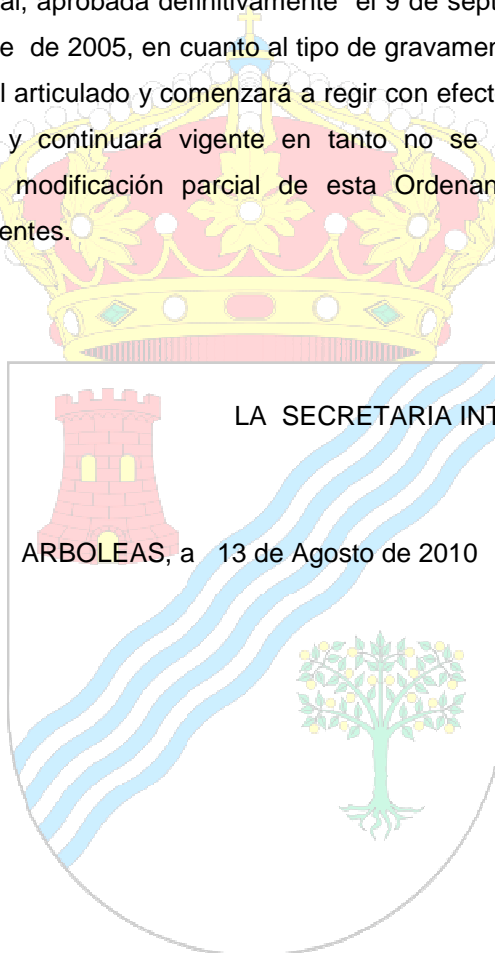 al, aprobada definitivamente el 9 de sept
e de 2005, en cuanto al tipo de gravamen
l articulado y comenzará a regir con efect
y continuará vigente en tanto no se
modificación parcial de esta Ordenan
entes.
LA SECRETARIA INT
ARBOLEAS, a 13 de Agosto de 2010